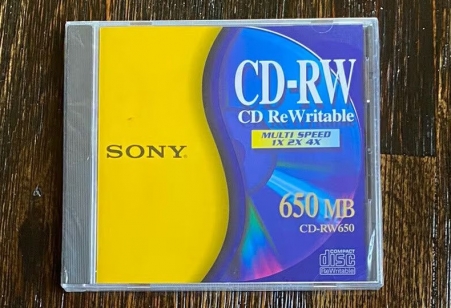 CD-RW
CD ReWritable
MULTI SPEED
1X 2X 4X
SONY
650 MB
CD-RW650
COMPACT
disc
ReWritable